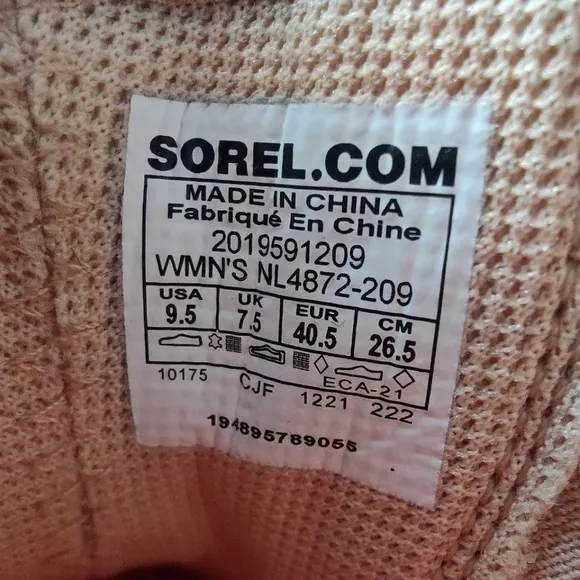 SOREL.COM
MADE IN CHINA
Fabriqué En Chine
2019591209
WMN'S NL4872-209
USA UK EUR CM
9.5 7.5 40.5 26.5
ECA-21
10175 CJF 1221 222
194895789055